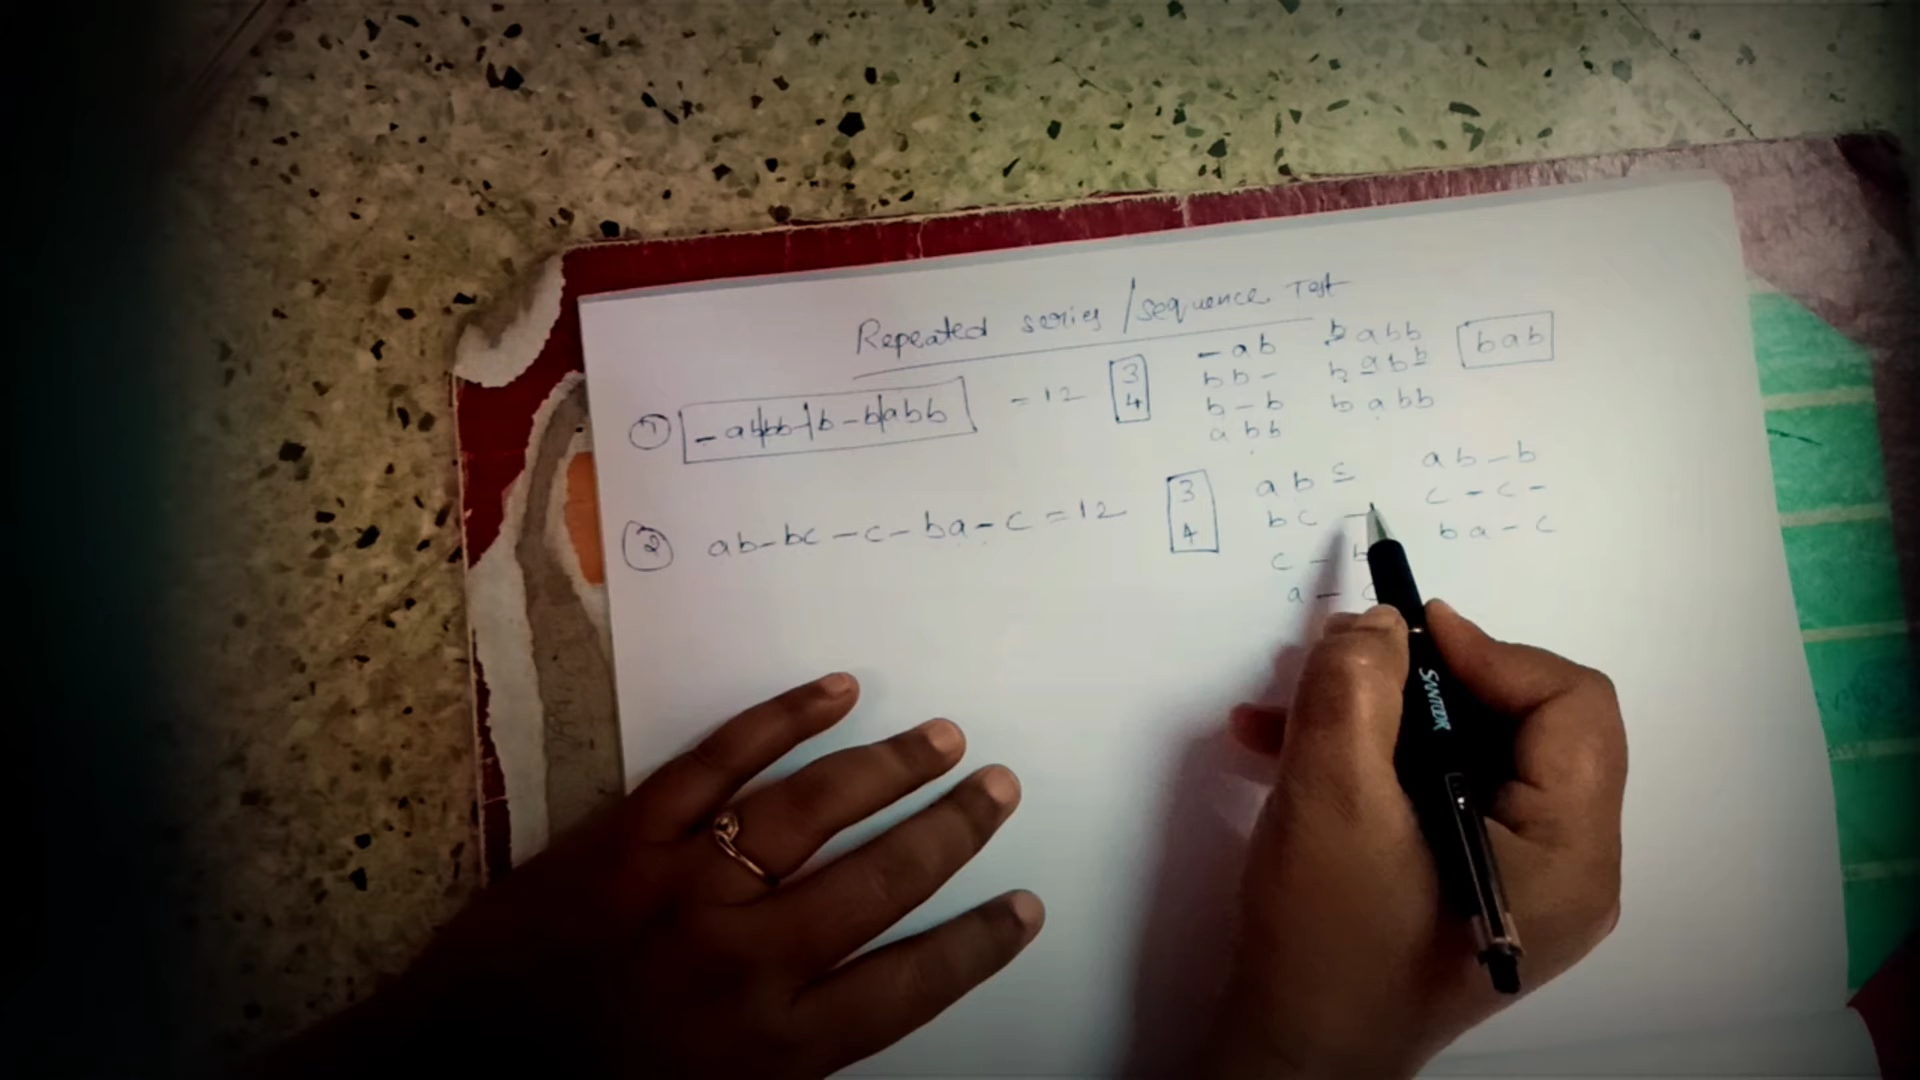 Repeated series / sequence Test
① - ab|bb-|b-b|abb = 12
3
4
- ab
bb -
b - b
abb
babb
babb
babb
bab
② ab-bc-c-ba-c = 12
3
4
abc
bc -
c - b
a - c
ab-b
c-c-
ba-c
SANTOOR